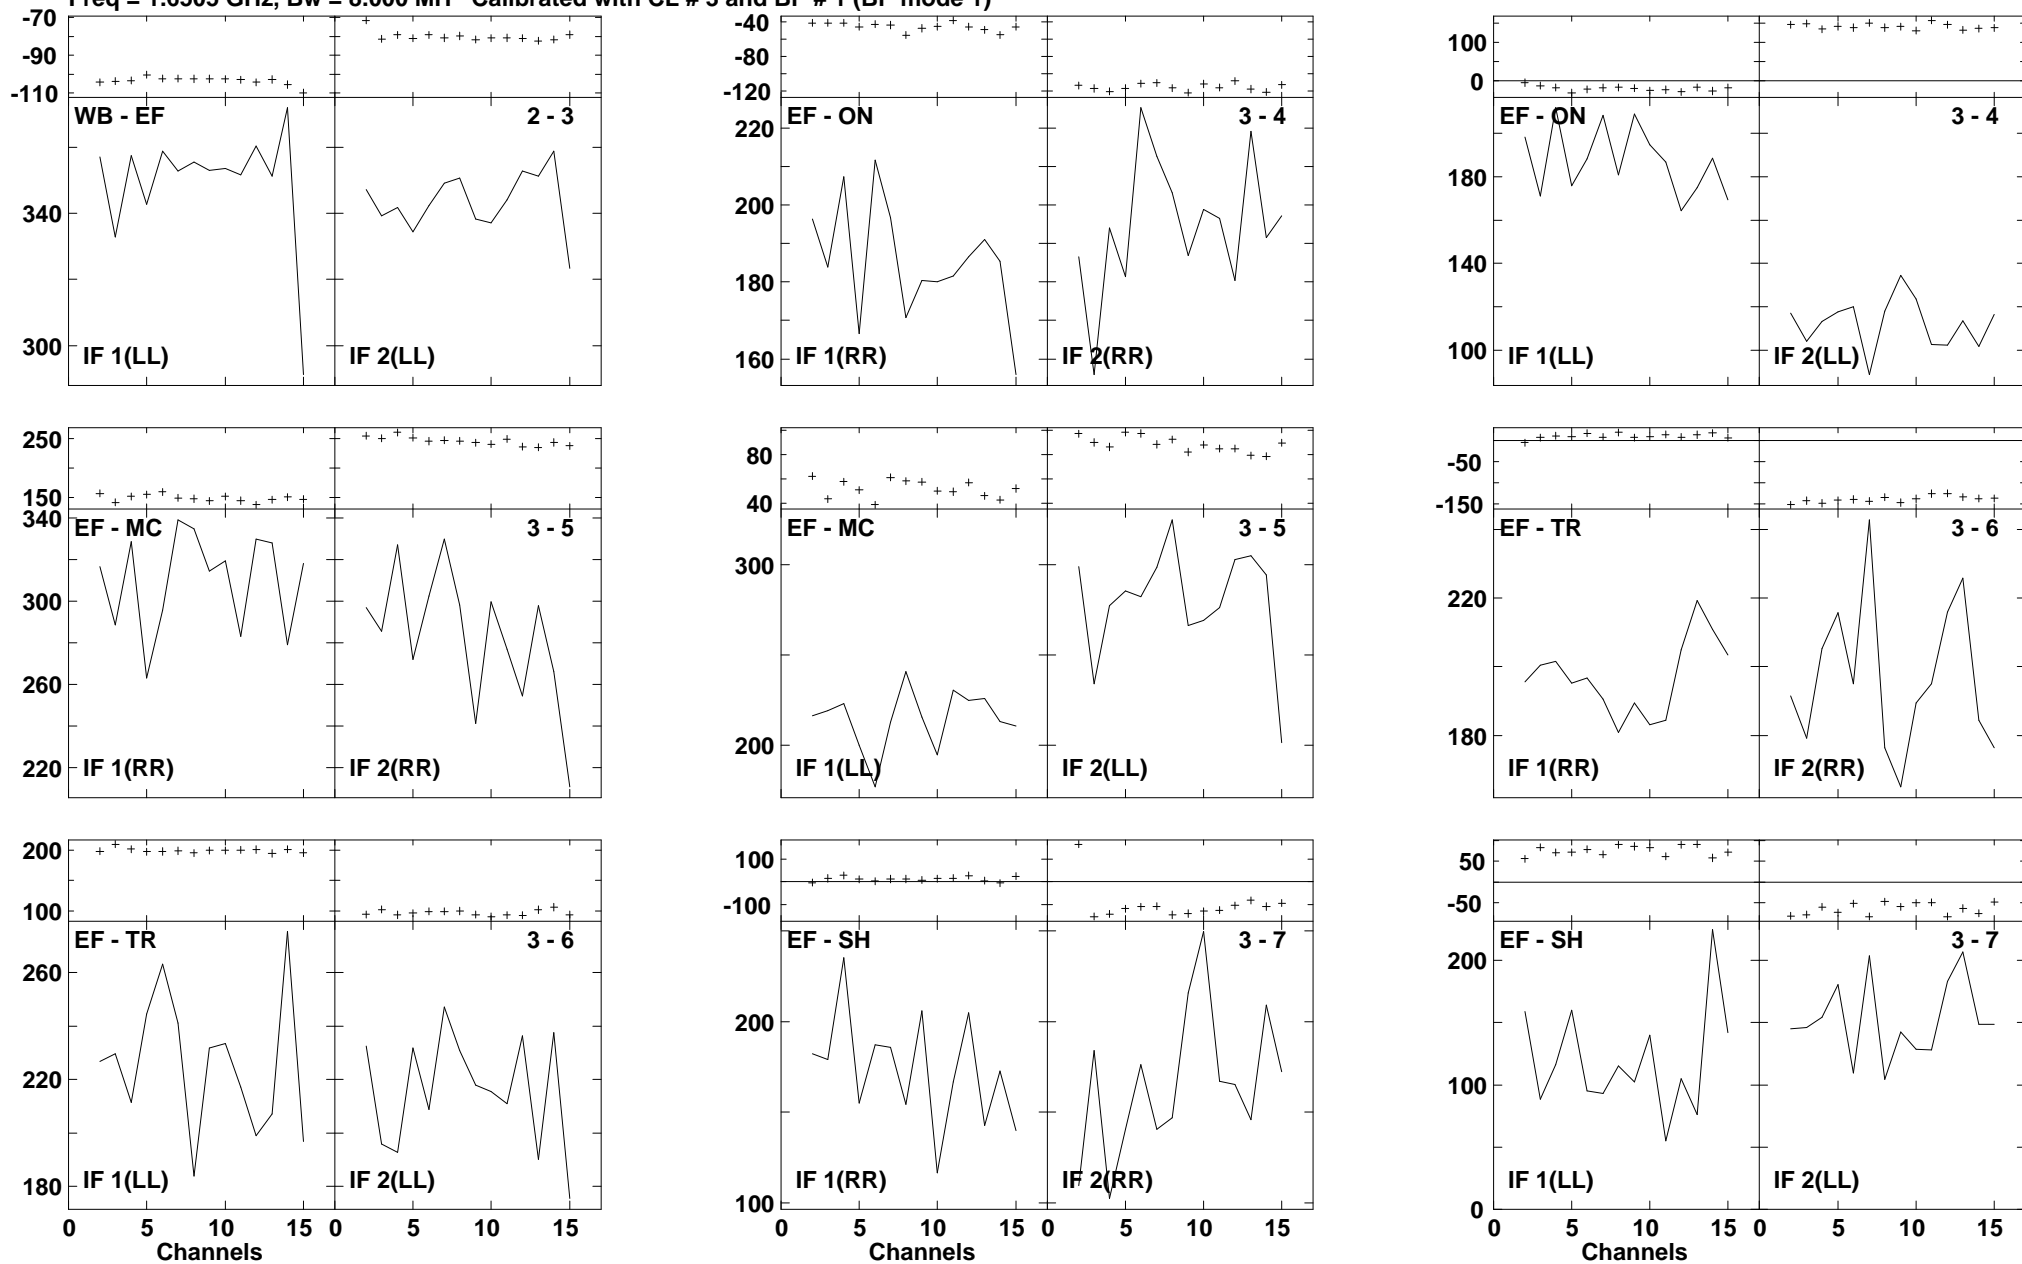 Calibrated with CL # 3 and BP # 1 (BP mode 1)
-70
-90
-110
-40
-80
-120
100
0
WB - EF
2 - 3
340
300
IF 1(LL)
IF 2(LL)
EF - ON
3 - 4
220
200
180
160
IF 1(RR)
IF 2(RR)
EF - ON
3 - 4
180
140
100
IF 1(LL)
IF 2(LL)
250
150
80
40
-50
-150
EF - MC
3 - 5
340
300
260
220
IF 1(RR)
IF 2(RR)
EF - MC
3 - 5
300
200
IF 1(LL)
IF 2(LL)
EF - TR
3 - 6
220
180
IF 1(RR)
IF 2(RR)
200
100
100
-100
50
-50
EF - TR
3 - 6
260
220
180
IF 1(LL)
IF 2(LL)
EF - SH
3 - 7
200
100
IF 1(RR)
IF 2(RR)
EF - SH
3 - 7
200
100
0
IF 1(LL)
IF 2(LL)
0 5 10 15 0 5 10 15
Channels
0 5 10 15 0 5 10 15
Channels
0 5 10 15 0 5 10 15
Channels